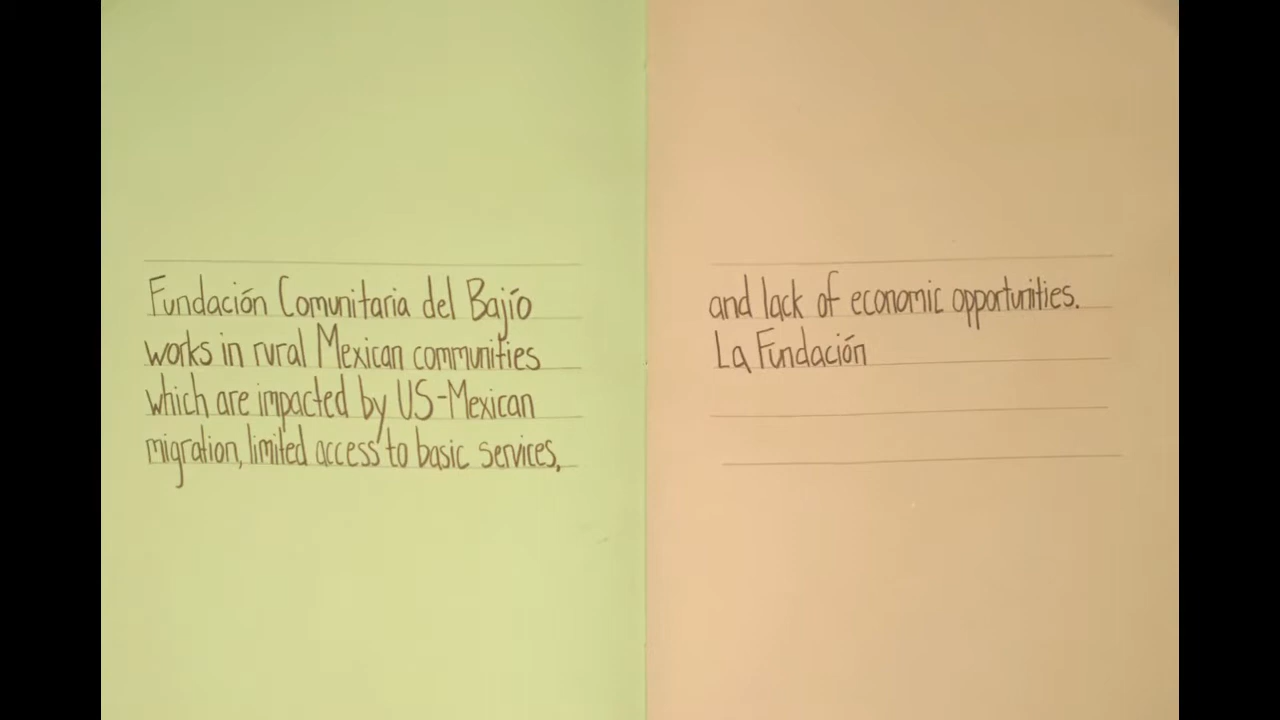 Fundación Comunitaria del Bajío
works in rural Mexican communities
which are impacted by US-Mexican
migration, limited access to basic services,
and lack of economic opportunities.
La Fundación